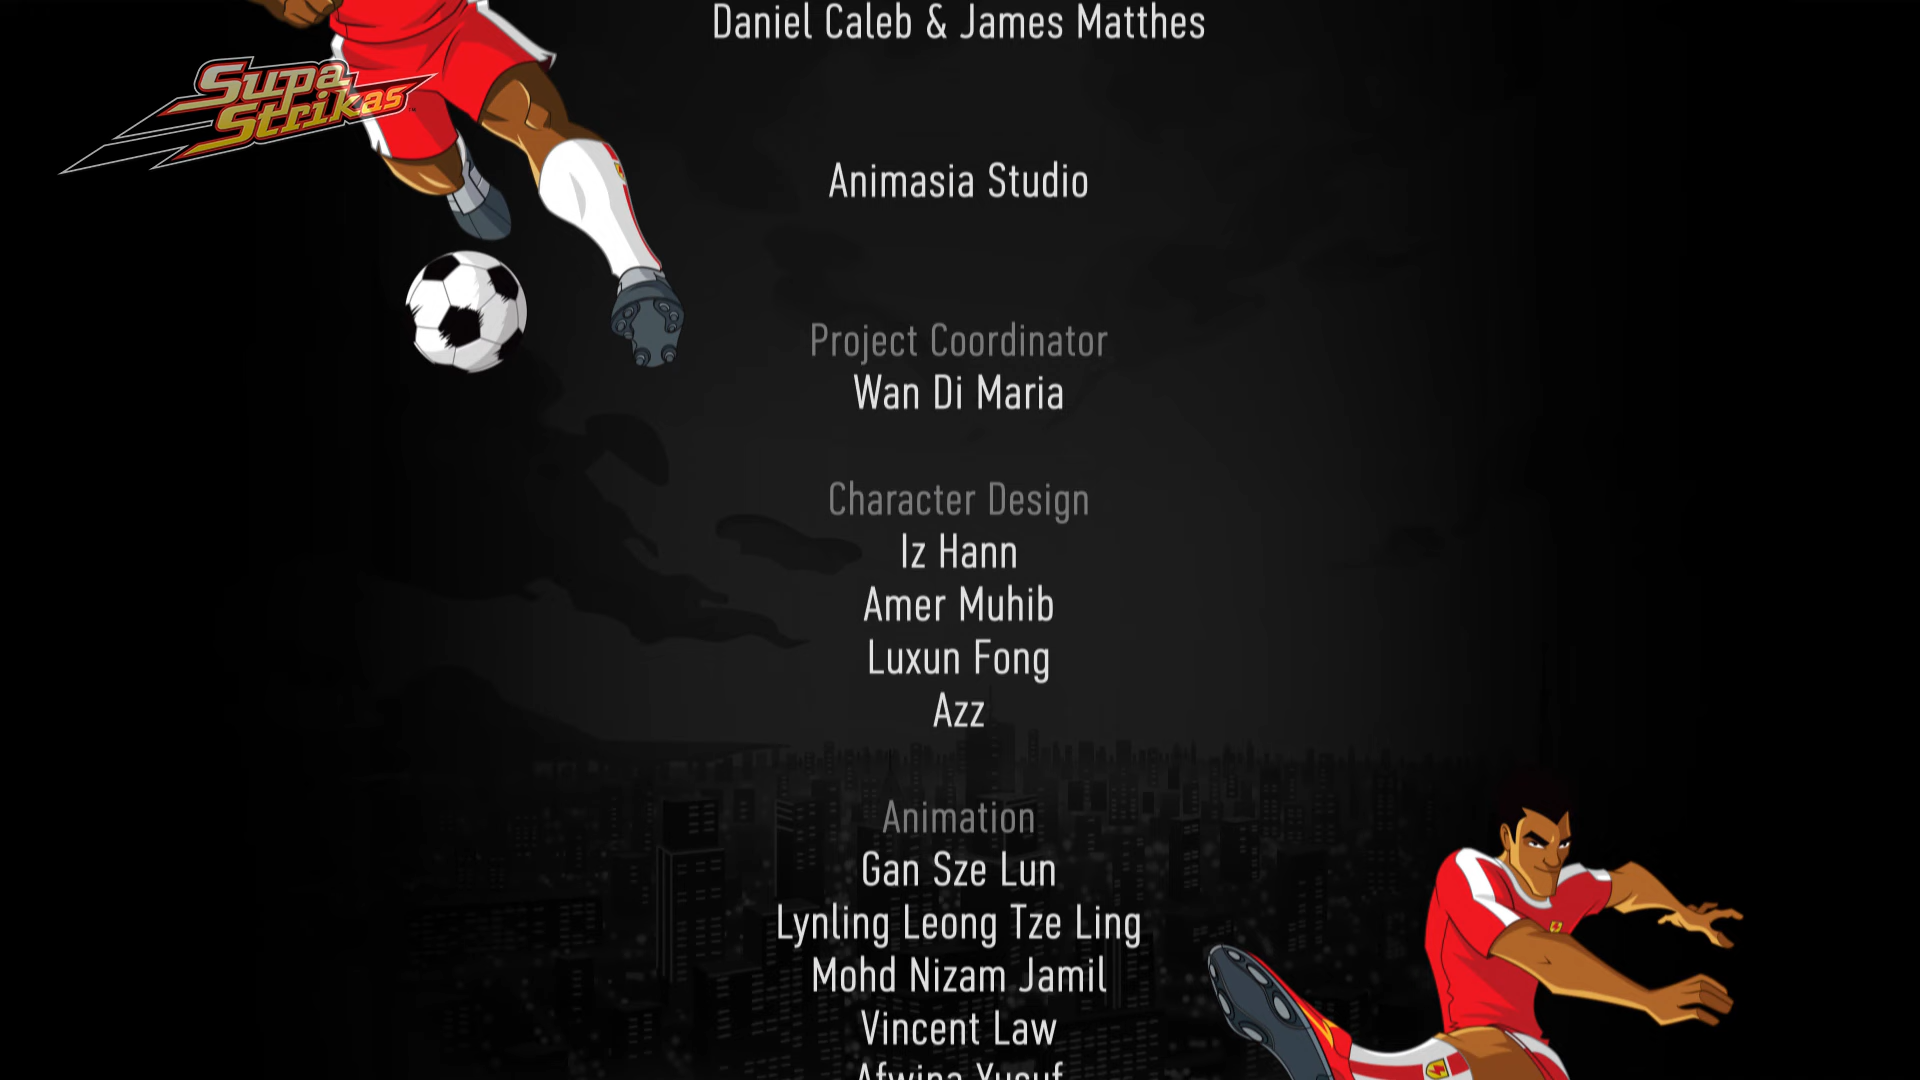 Daniel Caleb & James Matthes
Supa
Strikas
Animasia Studio
Project Coordinator
Wan Di Maria
Character Design
Iz Hann
Amer Muhib
Luxun Fong
Azz
Animation
Gan Sze Lun
Lynling Leong Tze Ling
Mohd Nizam Jamil
Vincent Law